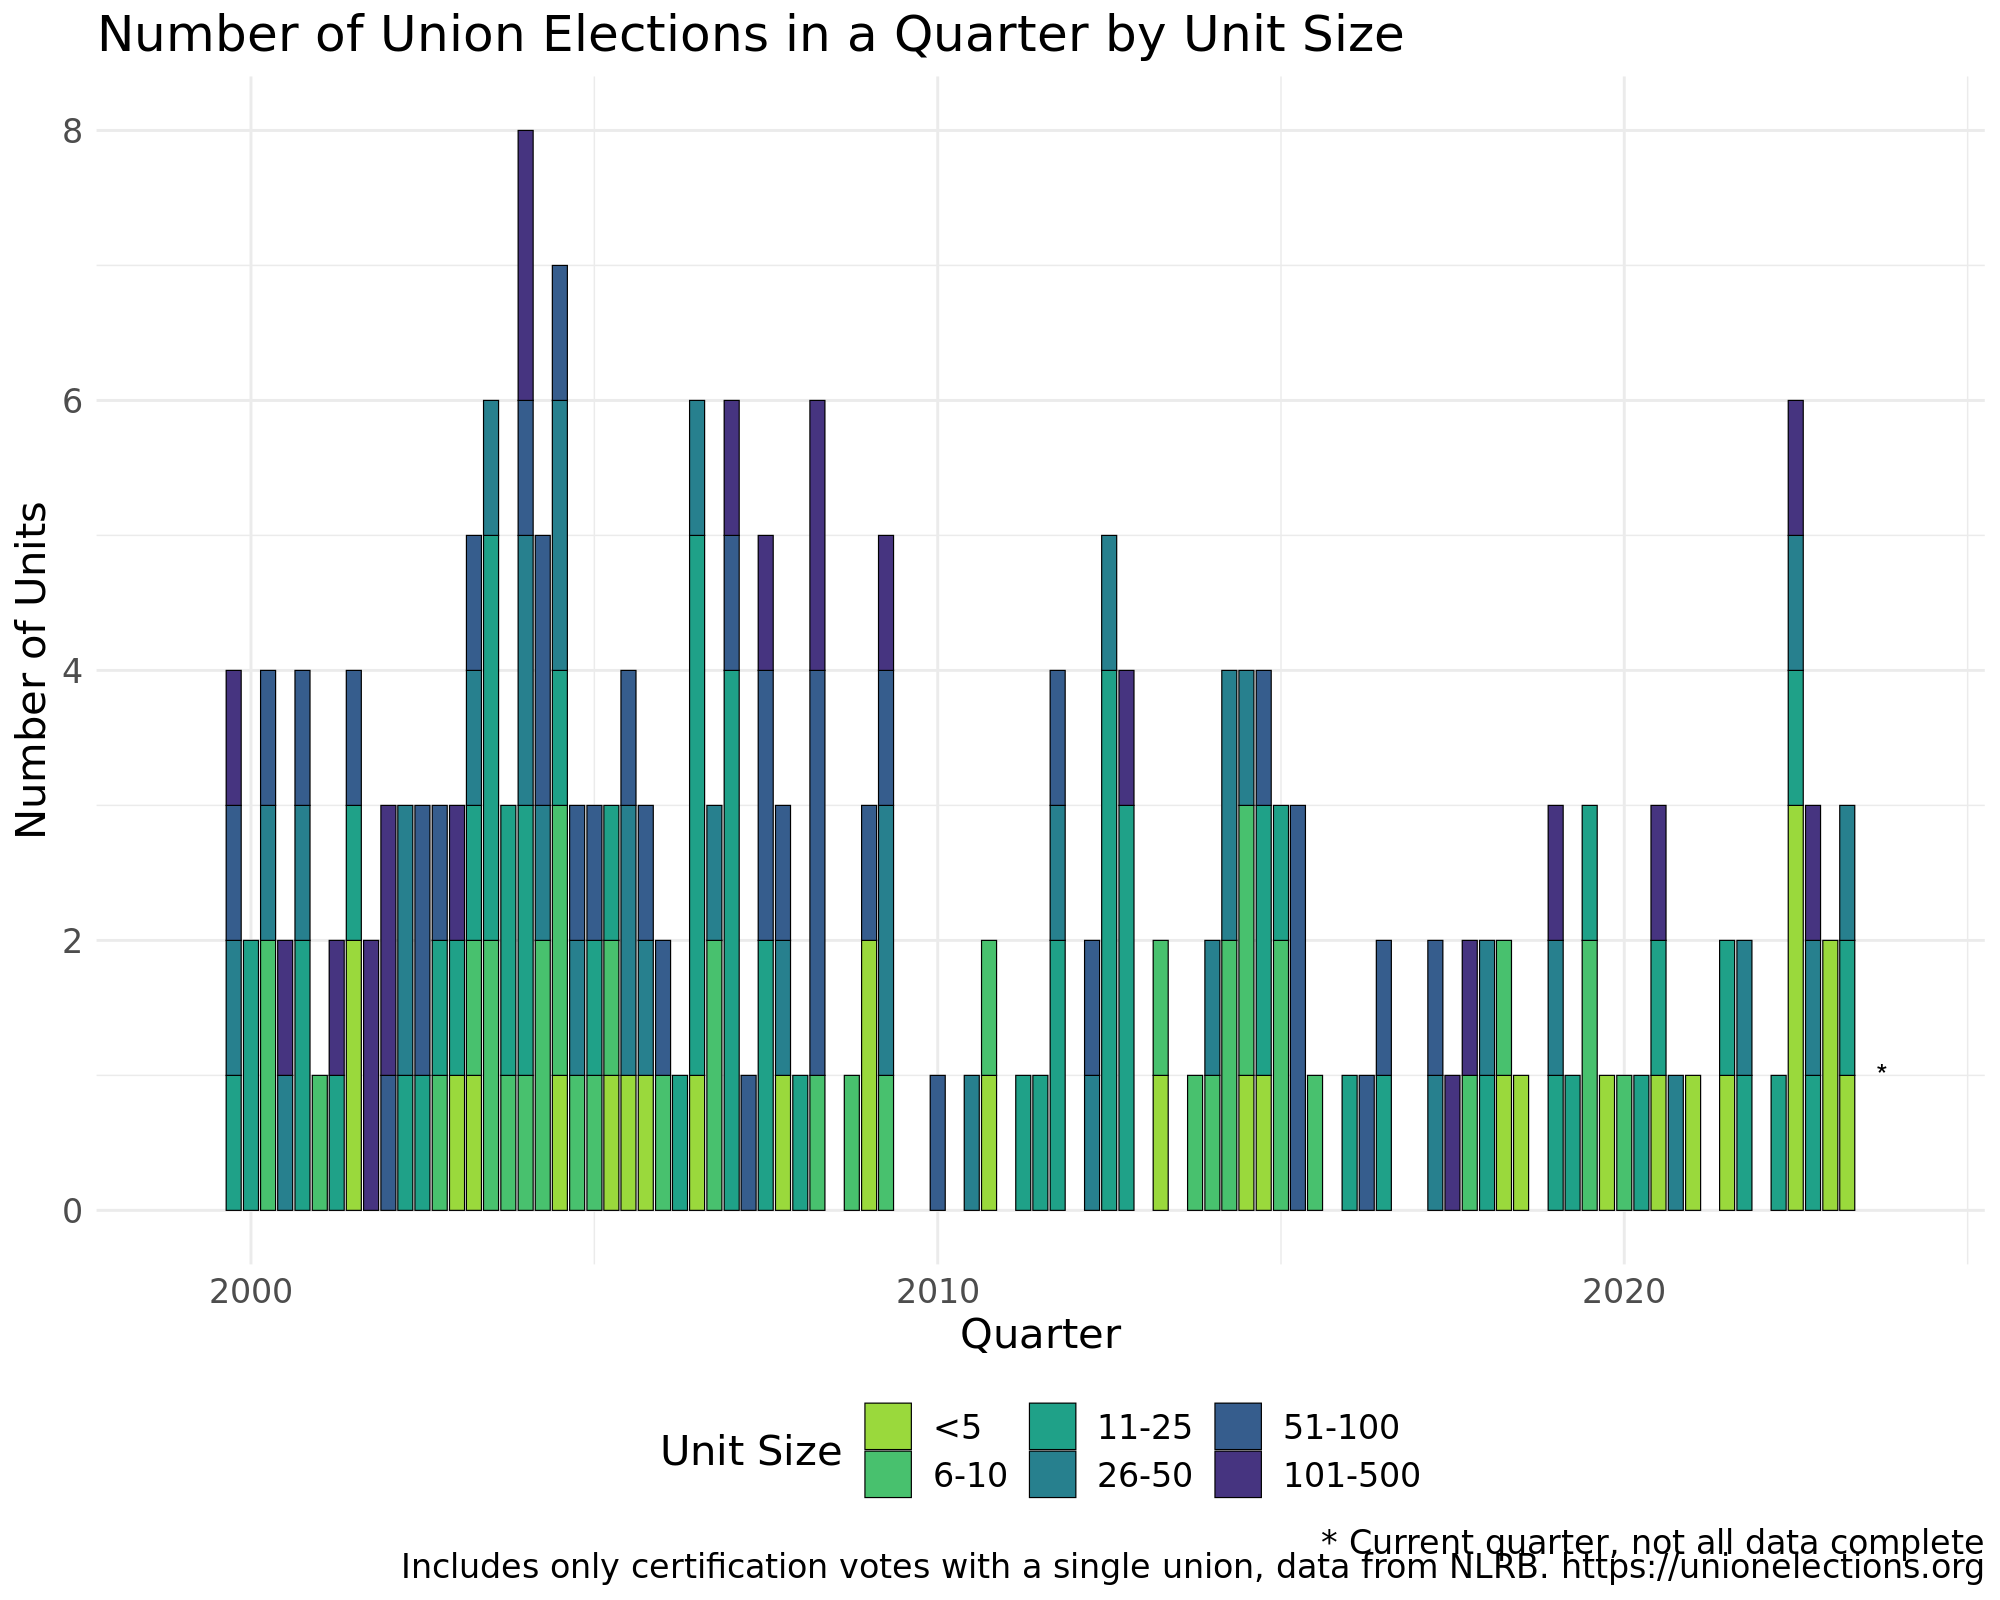 Number of Union Elections in a Quarter by Unit Size
Number of Units
8
6
4
2
0
*
2000 2010 2020
Quarter
Unit Size
<5 11-25 51-100
6-10 26-50 101-500
* Current quarter, not all data complete
Includes only certification votes with a single union, data from NLRB. https://unionelections.org